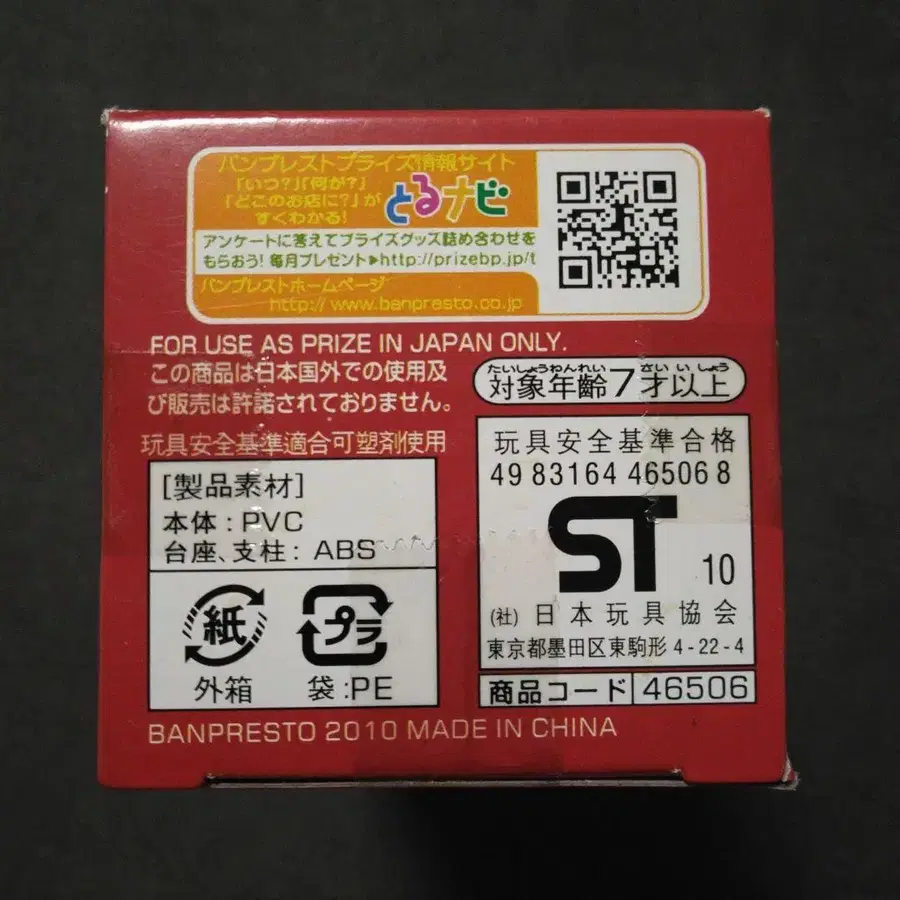 バンプレストプライズ情報サイト
「いつ?」「何が?」
「どこのお店に?」が
すぐわかる!
とるナビ
アンケートに答えてプライズグッズ詰め合わせを
もらおう!毎月プレゼント▶http://prizebp.jp/t
バンプレストホームページ
http://www.banpresto.co.jp
FOR USE AS PRIZE IN JAPAN ONLY.
この商品は日本国外での使用及
び販売は許諾されておりません。
玩具安全基準適合可塑剤使用
[製品素材]
本体:PVC
台座、支柱:ABS
紙
外箱
プラ
袋:PE
たいしょうねんれい さいいじょう
対象年齢7才以上
玩具安全基準合格
49 83164 46506 8
ST 10
(社)日本玩具協会
東京都墨田区東駒形4-22-4
商品コード 46506
BANPRESTO 2010 MADE IN CHINA